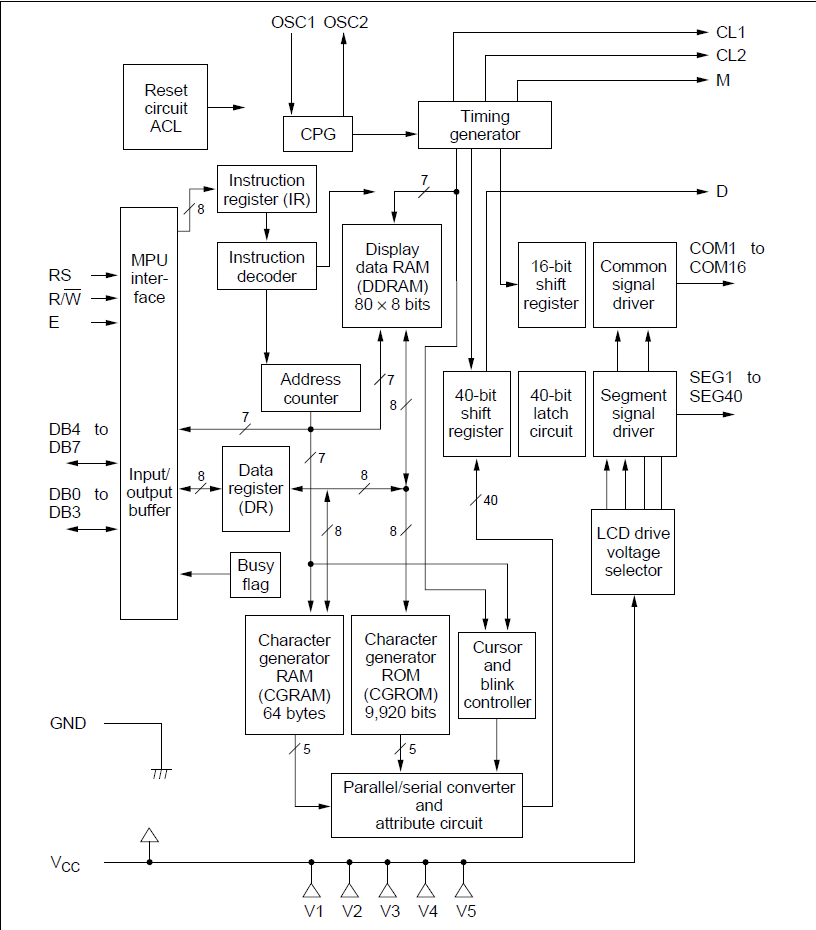 OSC1 OSC2
CL1
CL2
M
Reset
circuit
ACL
CPG
Timing
generator
7
D
8
Instruction
register (IR)
Instruction
decoder
MPU
inter-
face
RS
R/W̅
E
Display
data RAM
(DDRAM)
80 × 8 bits
16-bit
shift
register
Common
signal
driver
COM1 to
COM16
Address
counter
7
8
40-bit
shift
register
40-bit
latch
circuit
Segment
signal
driver
SEG1 to
SEG40
7
7
DB4 to
DB7
DB0 to
DB3
Input/
output
buffer
8
Data
register
(DR)
8
8
8
40
LCD drive
voltage
selector
Busy
flag
Character
generator
RAM
(CGRAM)
64 bytes
Character
generator
ROM
(CGROM)
9,920 bits
Cursor
and
blink
controller
GND
5
5
Parallel/serial converter
and
attribute circuit
VCC
V1 V2 V3 V4 V5